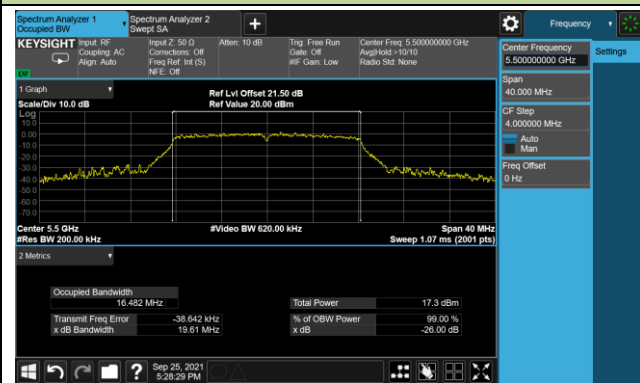 Spectrum Analyzer 1
Occupied BW
Spectrum Analyzer 2
Swept SA
+
Frequency
KEYSIGHT
Input: RF
Coupling: AC
Align: Auto
Input Z: 50 Ω
Corrections: Off
Freq Ref: Int (S)
NFE: Off
Atten: 10 dB
Trig: Free Run
Gate: Off
#IF Gain: Low
Center Freq: 5.500000000 GHz
Avg|Hold:>10/10
Radio Std: None
Center Frequency
5.500000000 GHz
Settings
Span
40.000 MHz
CF Step
4.000000 MHz
Auto
Man
Freq Offset
0 Hz
1 Graph
Scale/Div 10.0 dB
Ref Lvl Offset 21.50 dB
Ref Value 20.00 dBm
Log
10.0
0.00
-10.0
-20.0
-30.0
-40.0
-50.0
-60.0
-70.0
Center 5.5 GHz
#Res BW 200.00 kHz
#Video BW 620.00 kHz
Span 40 MHz
Sweep 1.07 ms (2001 pts)
2 Metrics
Occupied Bandwidth
16.482 MHz
Total Power 17.3 dBm
Transmit Freq Error -38.642 kHz
% of OBW Power 99.00 %
x dB Bandwidth 19.61 MHz
x dB -26.00 dB
?
Sep 25, 2021
5:28:29 PM